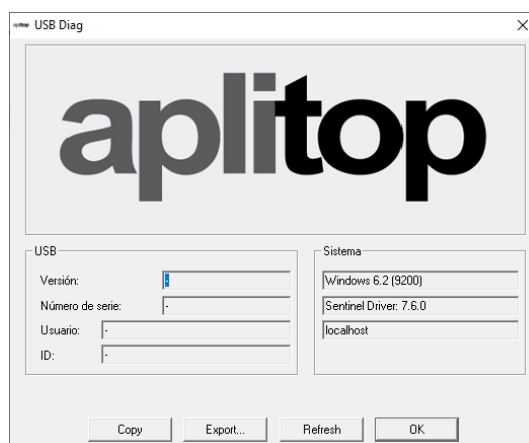 aplitop USB Diag
aplitop
USB
Versión: -
Número de serie: -
Usuario: -
ID: -
Sistema
Windows 6.2 (9200)
Sentinel Driver: 7.6.0
localhost
Copy Export... Refresh OK